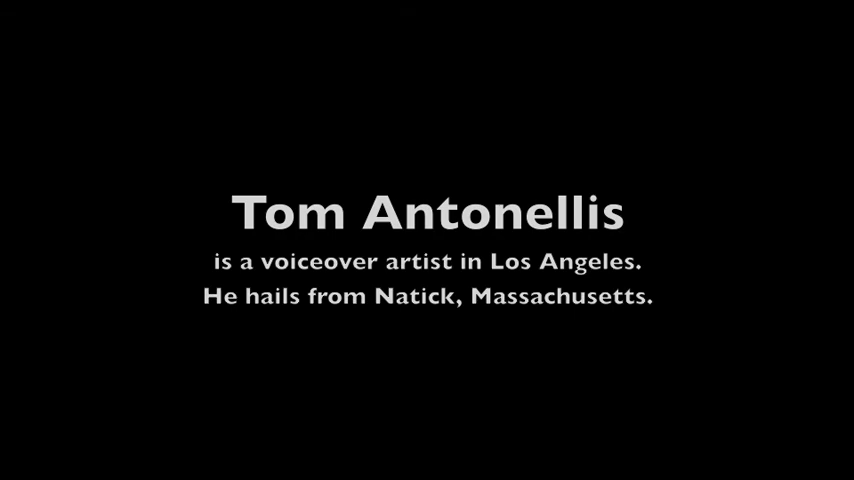 Tom Antonellis
is a voiceover artist in Los Angeles.
He hails from Natick, Massachusetts.